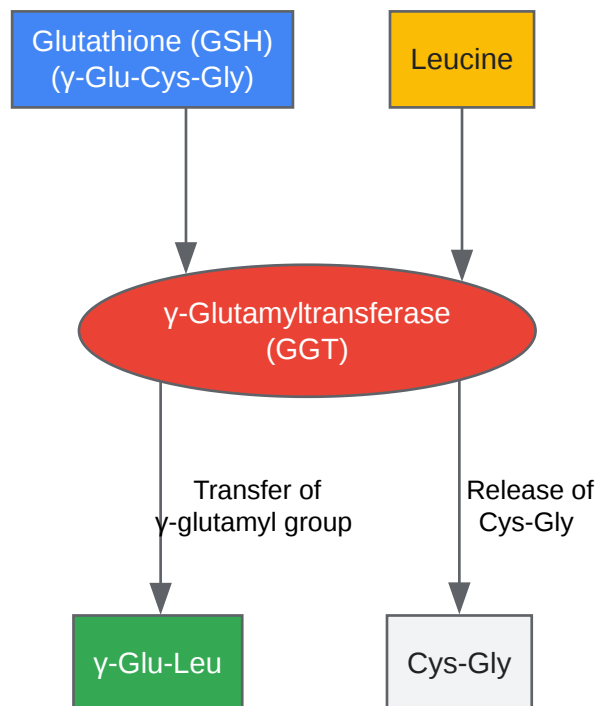 Glutathione (GSH)
(γ-Glu-Cys-Gly)
Leucine
γ-Glutamyltransferase
(GGT)
Transfer of
γ-glutamyl group
Release of
Cys-Gly
γ-Glu-Leu
Cys-Gly